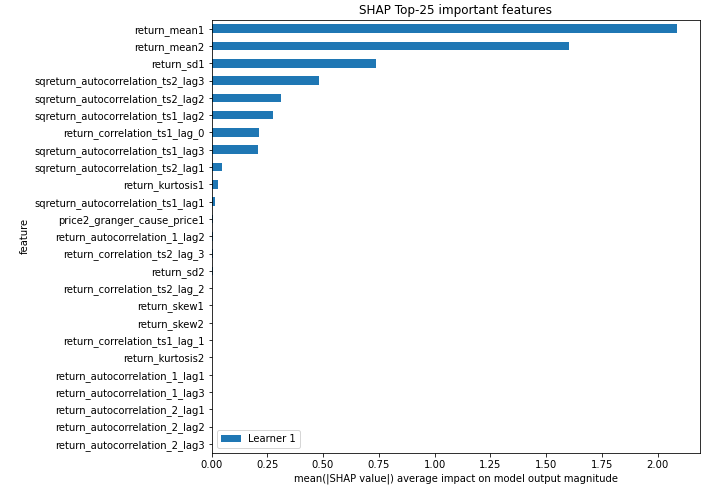 SHAP Top-25 important features
return_mean1
return_mean2
return_sd1
sqreturn_autocorrelation_ts2_lag3
sqreturn_autocorrelation_ts2_lag2
sqreturn_autocorrelation_ts1_lag2
return_correlation_ts1_lag_0
sqreturn_autocorrelation_ts1_lag3
sqreturn_autocorrelation_ts2_lag1
return_kurtosis1
sqreturn_autocorrelation_ts1_lag1
price2_granger_cause_price1
return_autocorrelation_1_lag2
return_correlation_ts2_lag_3
return_sd2
return_correlation_ts2_lag_2
return_skew1
return_skew2
return_correlation_ts1_lag_1
return_kurtosis2
return_autocorrelation_1_lag1
return_autocorrelation_1_lag3
return_autocorrelation_2_lag1
return_autocorrelation_2_lag2
return_autocorrelation_2_lag3
feature
Learner 1
0.00 0.25 0.50 0.75 1.00 1.25 1.50 1.75 2.00
mean(|SHAP value|) average impact on model output magnitude